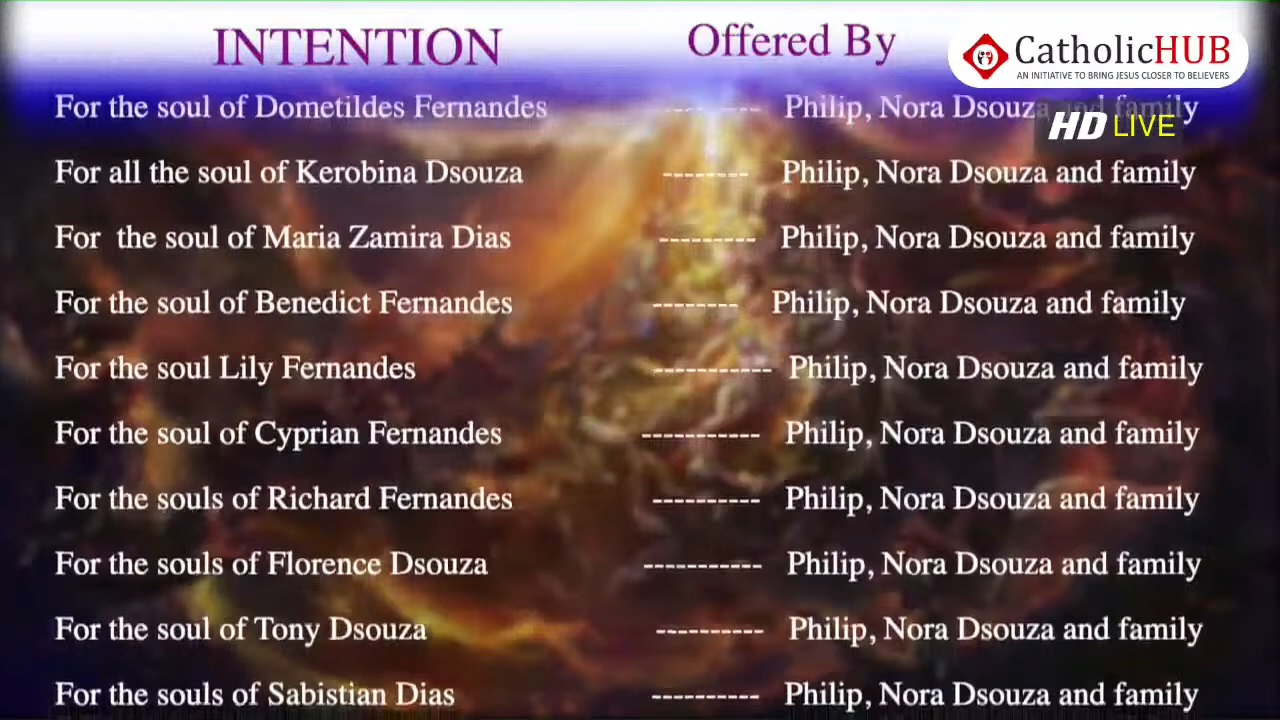 INTENTION Offered By
CatholicHUB
AN INITIATIVE TO BRING JESUS CLOSER TO BELIEVERS
For the soul of Dometildes Fernandes -------- Philip, Nora Dsouza and family
HD LIVE
For all the soul of Kerobina Dsouza -------- Philip, Nora Dsouza and family
For  the soul of Maria Zamira Dias --------- Philip, Nora Dsouza and family
For the soul of Benedict Fernandes -------- Philip, Nora Dsouza and family
For the soul Lily Fernandes ----------- Philip, Nora Dsouza and family
For the soul of Cyprian Fernandes ----------- Philip, Nora Dsouza and family
For the souls of Richard Fernandes ---------- Philip, Nora Dsouza and family
For the souls of Florence Dsouza ----------- Philip, Nora Dsouza and family
For the soul of Tony Dsouza ---------- Philip, Nora Dsouza and family
For the souls of Sabistian Dias ---------- Philip, Nora Dsouza and family